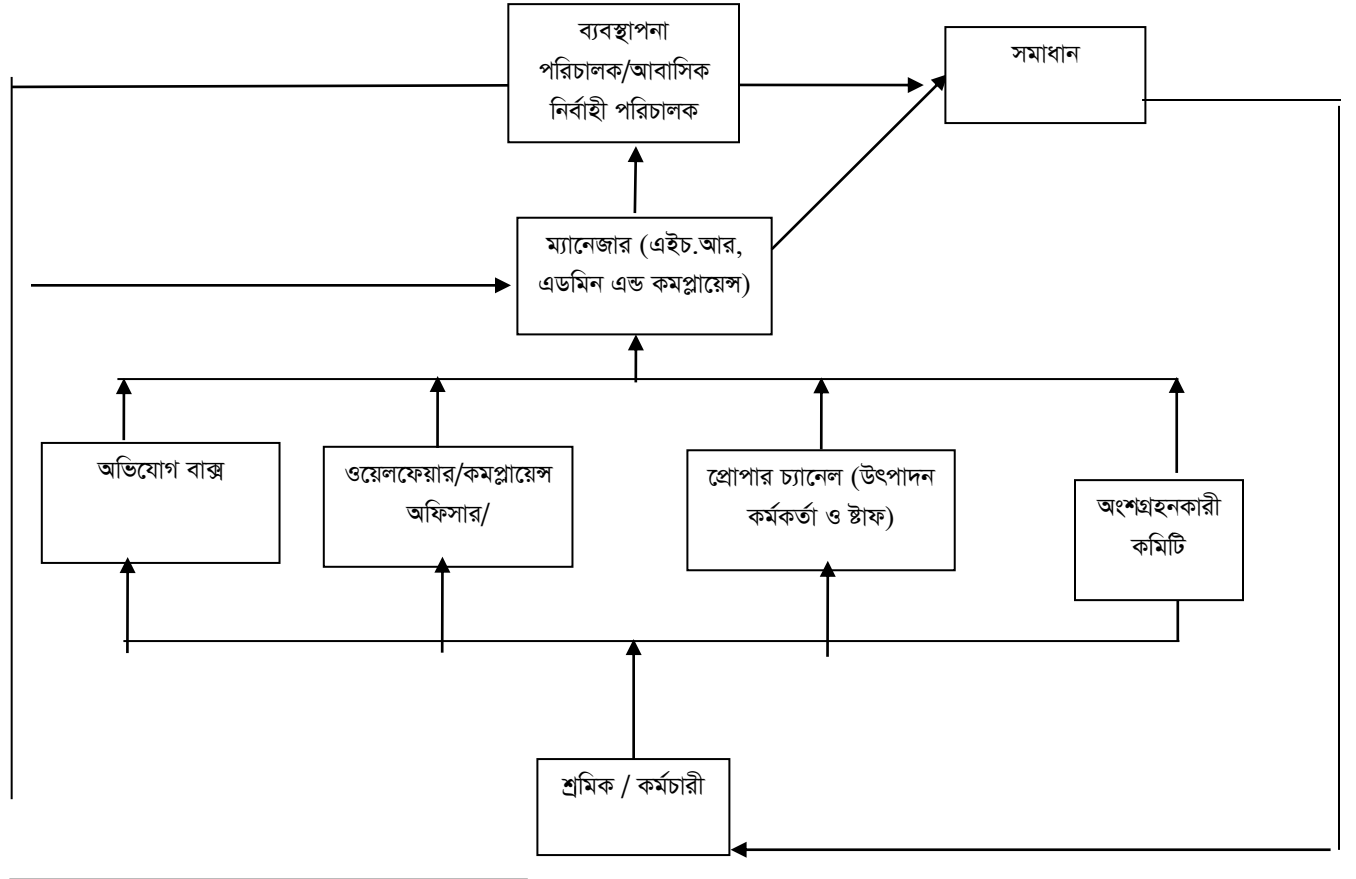 ব্যবস্থাপনা
পরিচালক/আবাসিক
নির্বাহী পরিচালক
সমাধান
ম্যানেজার (এইচ.আর,
এডমিন এন্ড কমপ্লায়েন্স)
অভিযোগ বাক্স
ওয়েলফেয়ার/কমপ্লায়েন্স
অফিসার/
প্রোপার চ্যানেল (উৎপাদন
কর্মকর্তা ও ষ্টাফ)
অংশগ্রহনকারী
কমিটি
শ্রমিক / কর্মচারী